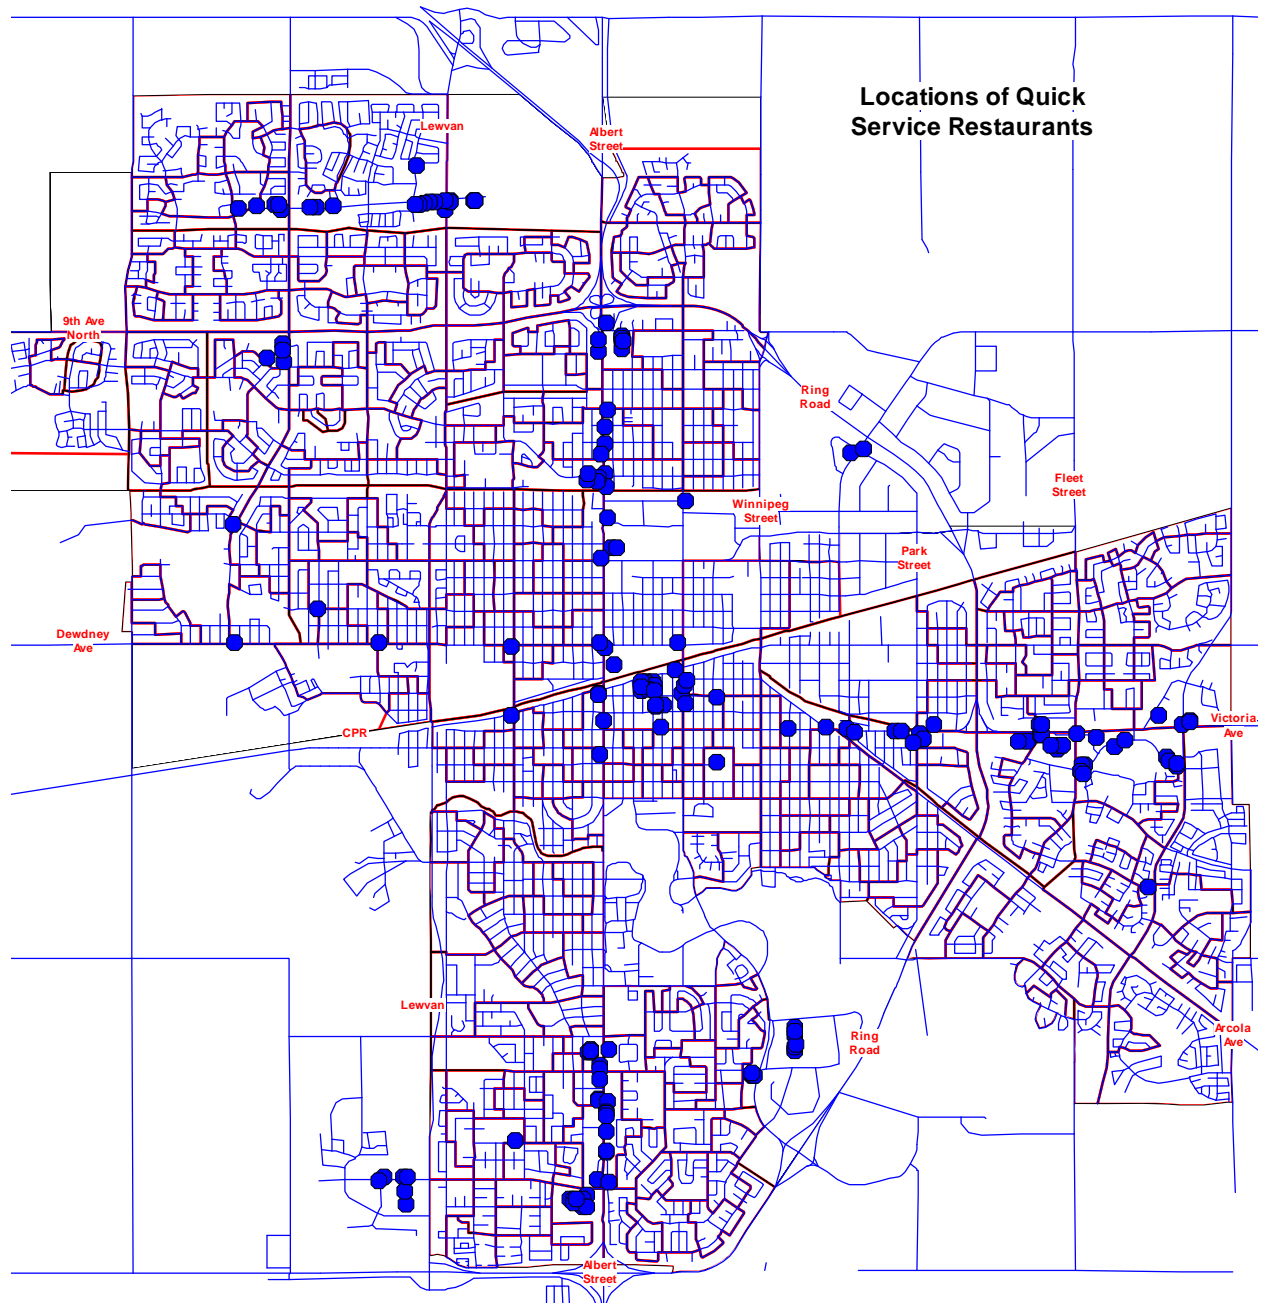 Locations of Quick
Service Restaurants
Lewvan
Albert
Street
9th Ave
North
Ring
Road
Fleet
Street
Winnipeg
Street
Park
Street
Dewdney
Ave
Victoria
Ave
CPR
Lewvan
Ring
Road
Arcola
Ave
Albert
Street